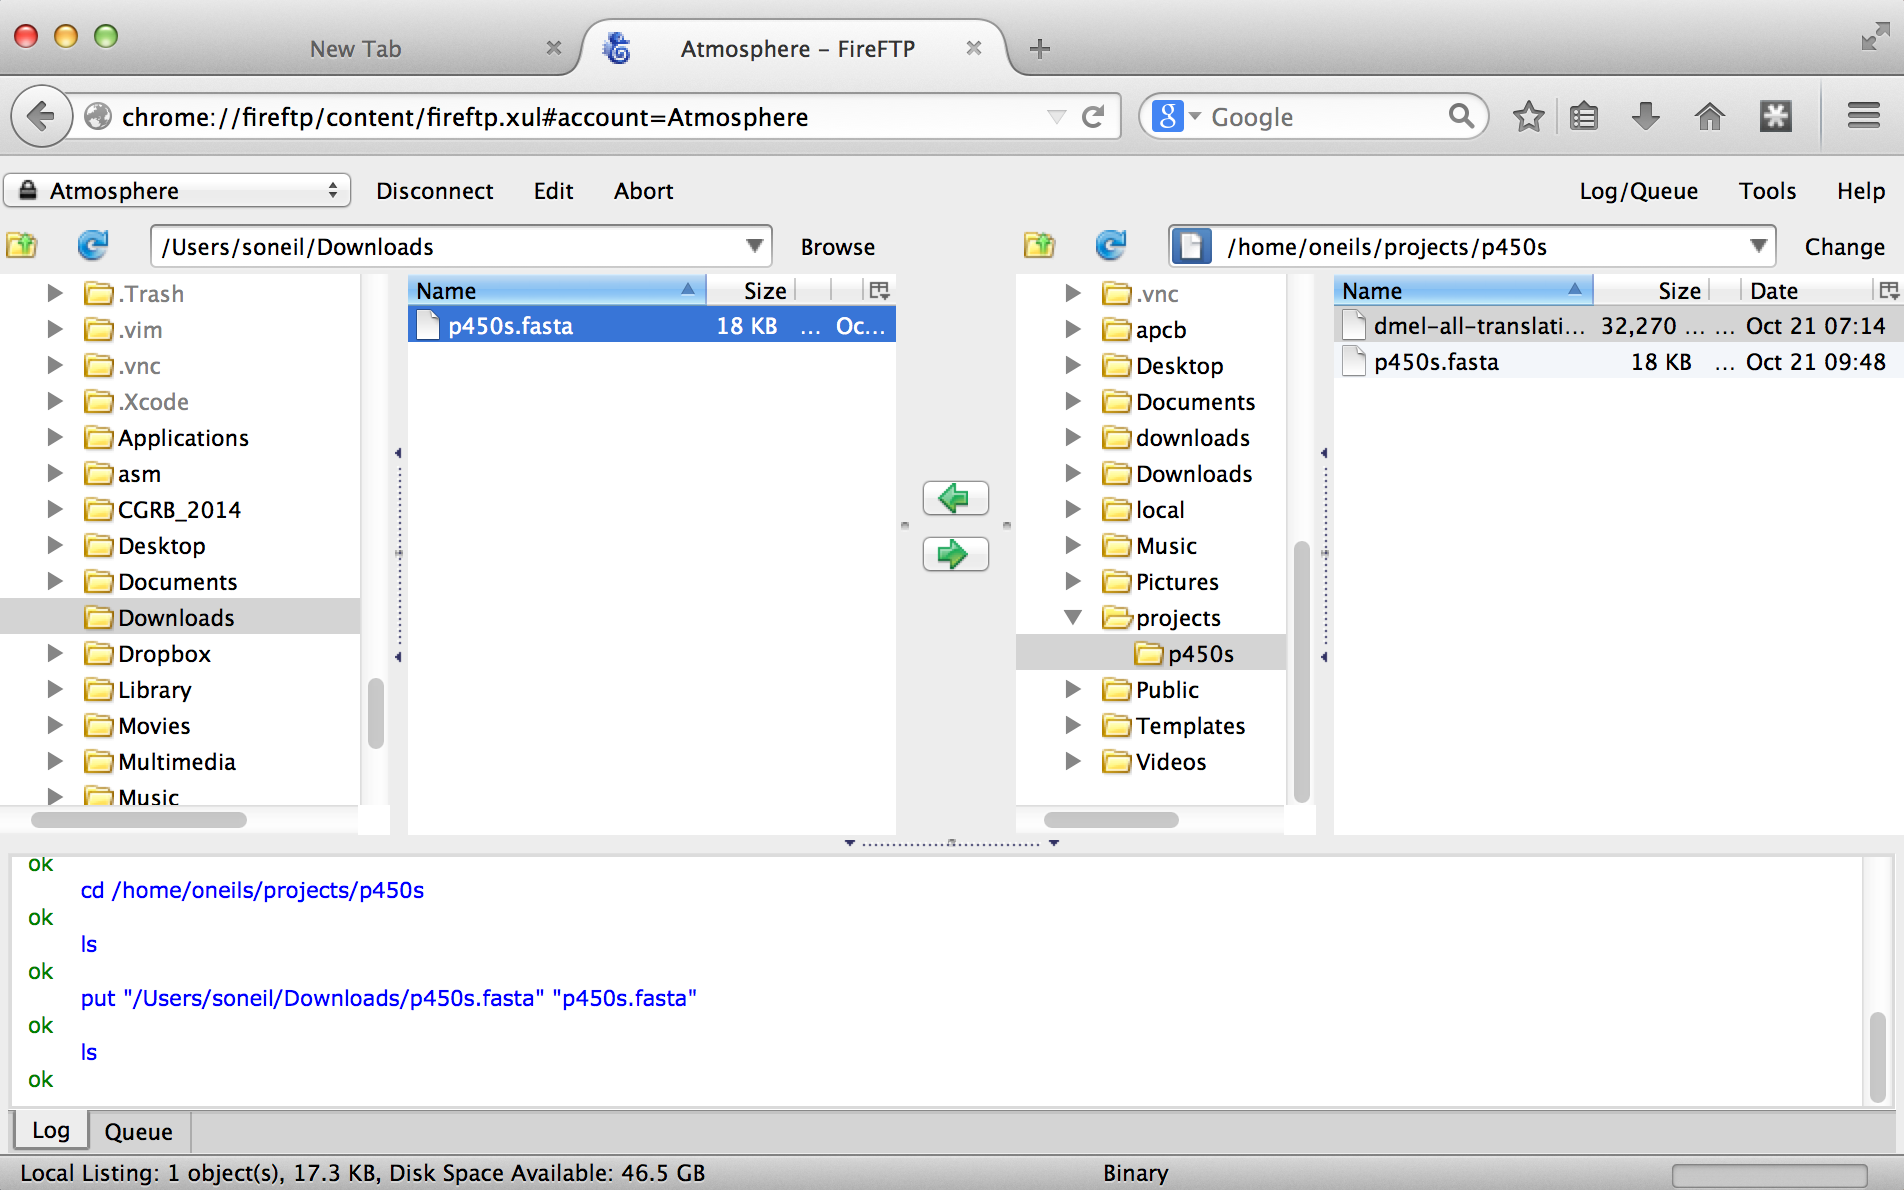 New Tab
Atmosphere – FireFTP
chrome://fireftp/content/fireftp.xul#account=Atmosphere
Google
Atmosphere
Disconnect
Edit
Abort
Log/Queue
Tools
Help
/Users/soneil/Downloads
Browse
/home/oneils/projects/p450s
Change
.Trash
.vim
.vnc
.Xcode
Applications
asm
CGRB_2014
Desktop
Documents
Downloads
Dropbox
Library
Movies
Multimedia
Music
Name Size
p450s.fasta 18 KB ... Oc...
.vnc
apcb
Desktop
Documents
downloads
Downloads
local
Music
Pictures
projects
p450s
Public
Templates
Videos
Name Size Date
dmel-all-translati... 32,270 ... ... Oct 21 07:14
p450s.fasta 18 KB ... Oct 21 09:48
ok
cd /home/oneils/projects/p450s
ok
ls
ok
put "/Users/soneil/Downloads/p450s.fasta" "p450s.fasta"
ok
ls
ok
Log
Queue
Local Listing: 1 object(s), 17.3 KB, Disk Space Available: 46.5 GB
Binary